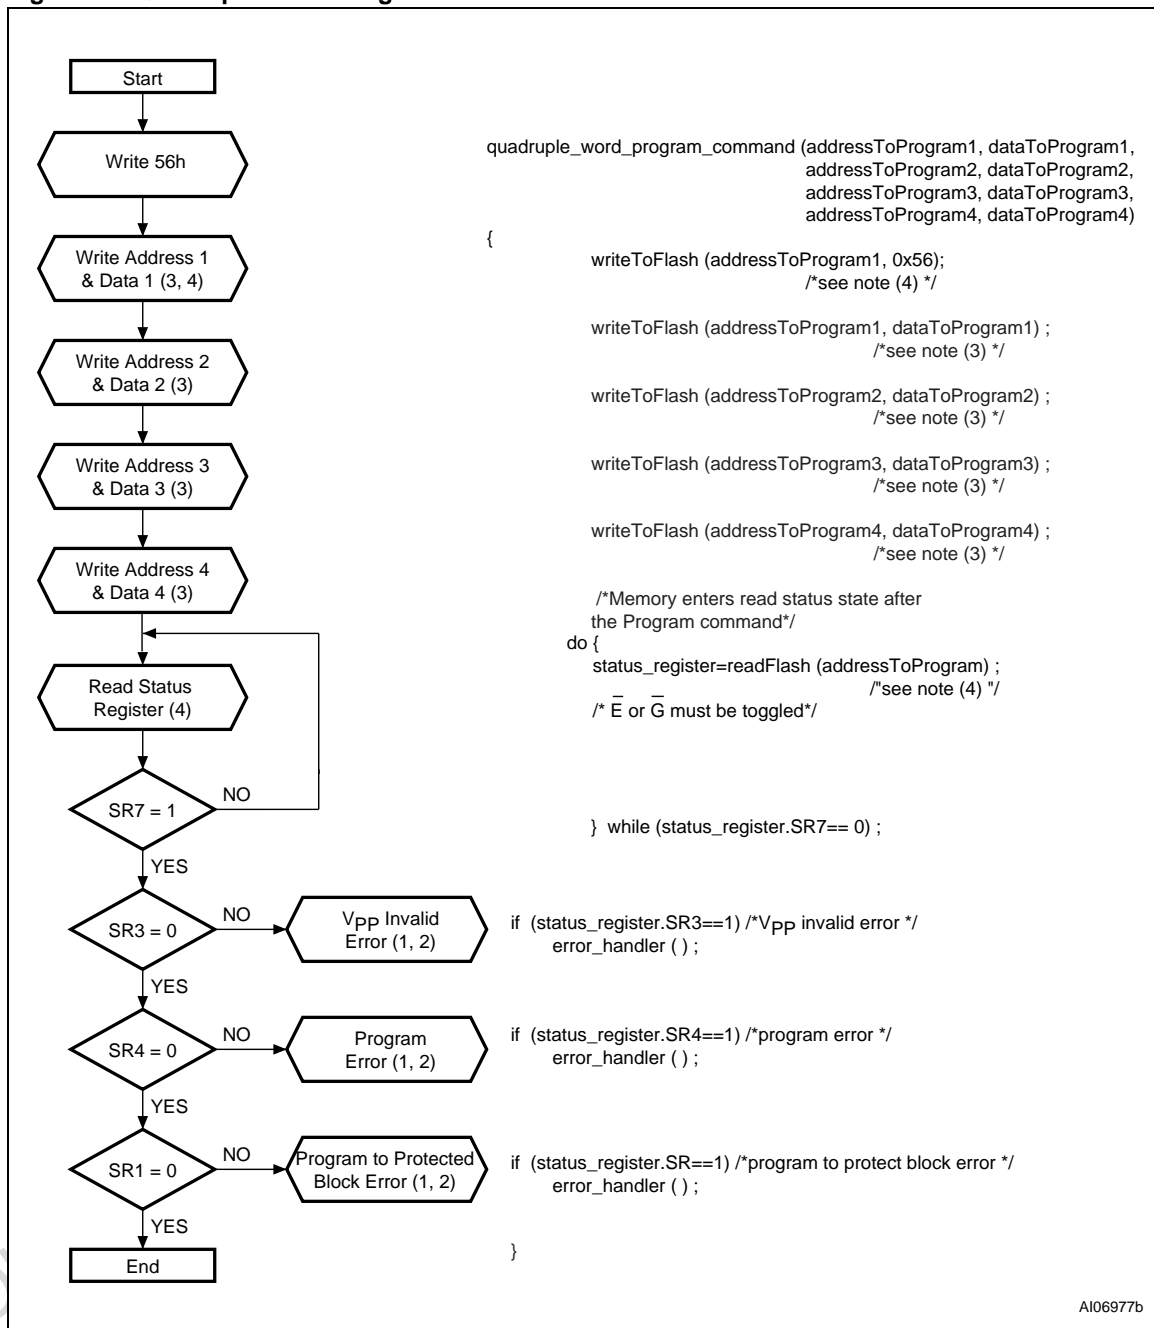 Start
Write 56h
Write Address 1
& Data 1 (3, 4)
Write Address 2
& Data 2 (3)
Write Address 3
& Data 3 (3)
Write Address 4
& Data 4 (3)
Read Status
Register (4)
SR7 = 1
NO
YES
SR3 = 0
NO
VPP Invalid
Error (1, 2)
YES
SR4 = 0
NO
Program
Error (1, 2)
YES
SR1 = 0
NO
Program to Protected
Block Error (1, 2)
YES
End
quadruple_word_program_command (addressToProgram1, dataToProgram1,
addressToProgram2, dataToProgram2,
addressToProgram3, dataToProgram3,
addressToProgram4, dataToProgram4)
{
writeToFlash (addressToProgram1, 0x56);
/*see note (4) */
writeToFlash (addressToProgram1, dataToProgram1) ;
/*see note (3) */
writeToFlash (addressToProgram2, dataToProgram2) ;
/*see note (3) */
writeToFlash (addressToProgram3, dataToProgram3) ;
/*see note (3) */
writeToFlash (addressToProgram4, dataToProgram4) ;
/*see note (3) */
/*Memory enters read status state after
the Program command*/
do {
status_register=readFlash (addressToProgram) ;
/"see note (4) "/
/* E̅ or G̅ must be toggled*/
} while (status_register.SR7== 0) ;
if (status_register.SR3==1) /*VPP invalid error */
error_handler ( ) ;
if (status_register.SR4==1) /*program error */
error_handler ( ) ;
if (status_register.SR==1) /*program to protect block error */
error_handler ( ) ;
}
AI06977b